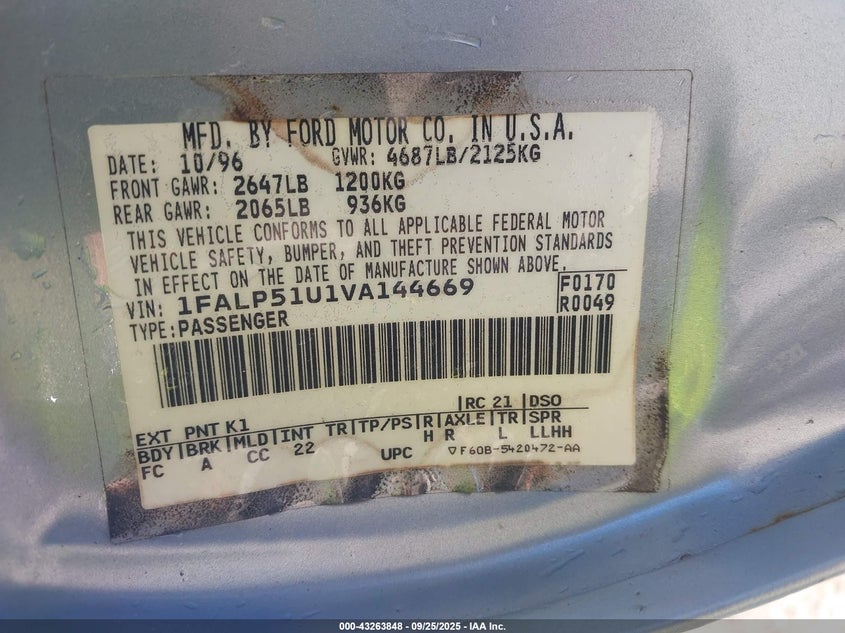 MFD. BY FORD MOTOR CO. IN U.S.A.
DATE: 10/96 GVWR: 4687LB/2125KG
FRONT GAWR: 2647LB 1200KG
REAR GAWR: 2065LB 936KG
THIS VEHICLE CONFORMS TO ALL APPLICABLE FEDERAL MOTOR
VEHICLE SAFETY, BUMPER, AND THEFT PREVENTION STANDARDS
IN EFFECT ON THE DATE OF MANUFACTURE SHOWN ABOVE.
VIN: 1FALP51U1VA144669 F0170
TYPE: PASSENGER R0049
EXT PNT K1 RC 21 DSO
BDY BRK MLD INT TR TP/PS R AXLE TR SPR
FC A CC 22 H R L LLHH
UPC ▽F60B-5420472-AA
000-43263848 - 09/25/2025 - IAA Inc.